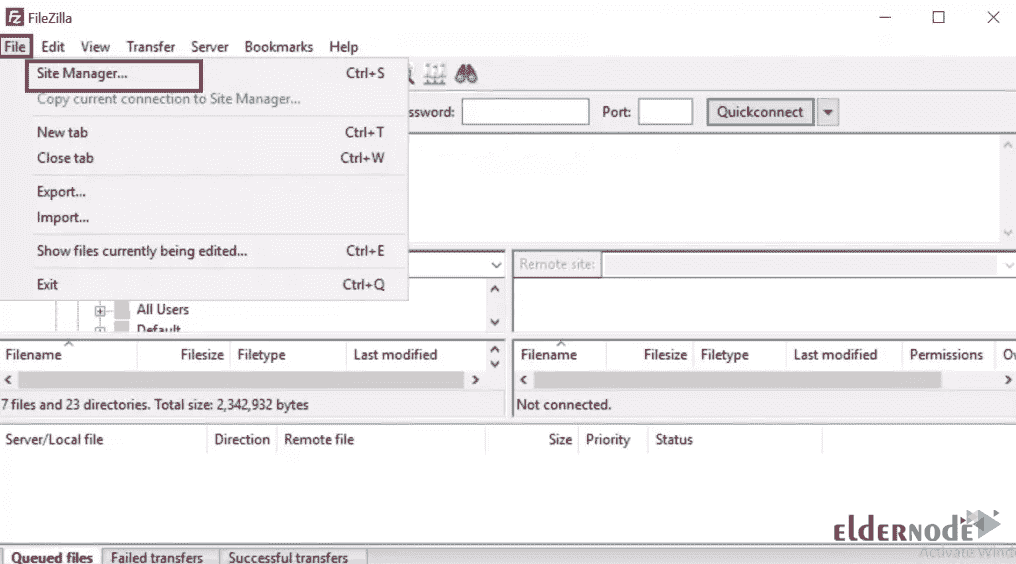 FileZilla
File Edit View Transfer Server Bookmarks Help
Site Manager... Ctrl+S
Copy current connection to Site Manager...
ssword: Port: Quickconnect
New tab Ctrl+T
Close tab Ctrl+W
Export...
Import...
Show files currently being edited... Ctrl+E
Remote site:
Exit Ctrl+Q
All Users
Default
Filename Filesize Filetype Last modified
Filename Filesize Filetype Last modified Permissions Ov
7 files and 23 directories. Total size: 2,342,932 bytes
Not connected.
Server/Local file Direction Remote file Size Priority Status
eldernode
Activate Wind
Queued files Failed transfers Successful transfers